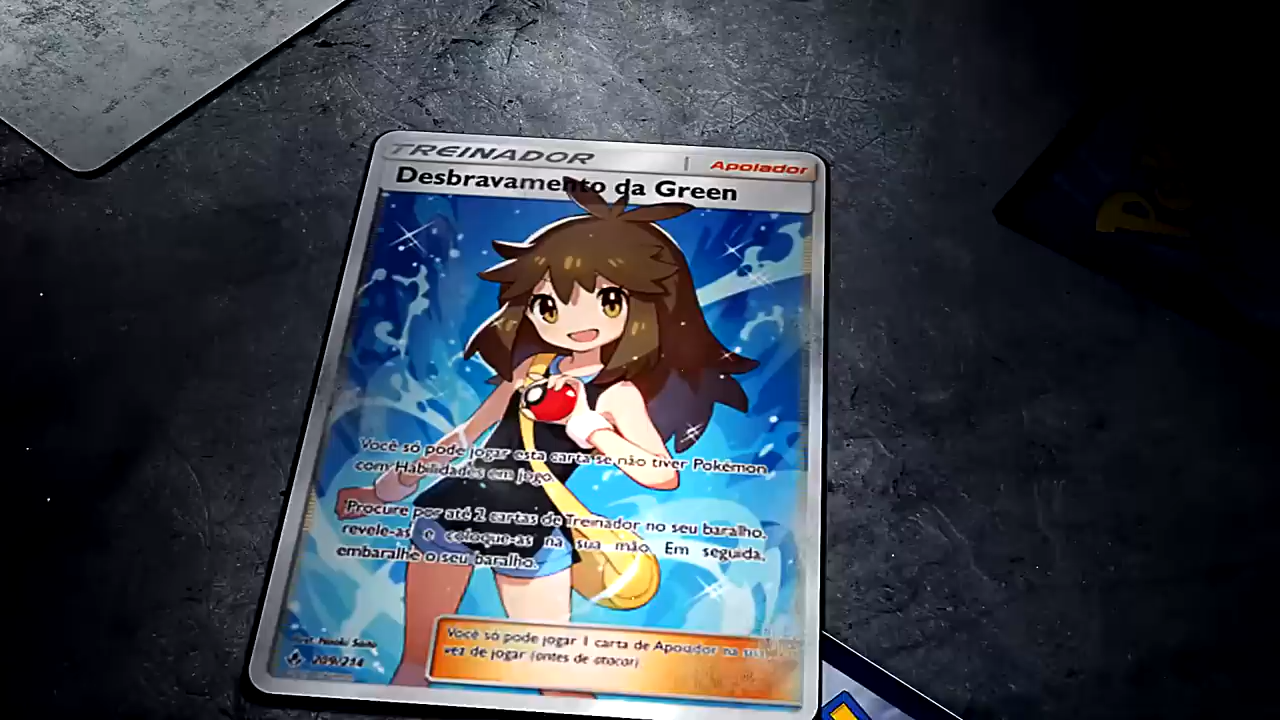 TREINADOR
Apoiador
Desbravamento da Green
Você só pode jogar esta carta se não tiver Pokémon
com Habilidades em jogo.
Procure por até 2 cartas de Treinador no seu baralho,
revele-as e coloque-as na sua mão. Em seguida,
embaralhe o seu baralho.
Você só pode jogar 1 carta de Apoiador na sua
vez de jogar (antes de atacar).
Illust. Naoki Saito
209/214